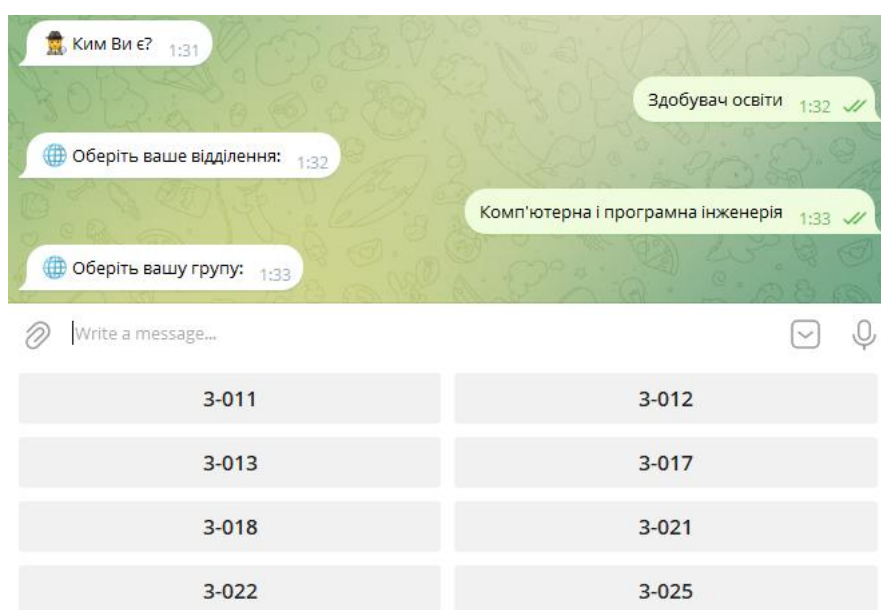 Ким Ви є? 1:31
Здобувач освіти 1:32
Оберіть ваше відділення: 1:32
Комп'ютерна і програмна інженерія 1:33
Оберіть вашу групу: 1:33
Write a message...
3-011 3-012
3-013 3-017
3-018 3-021
3-022 3-025